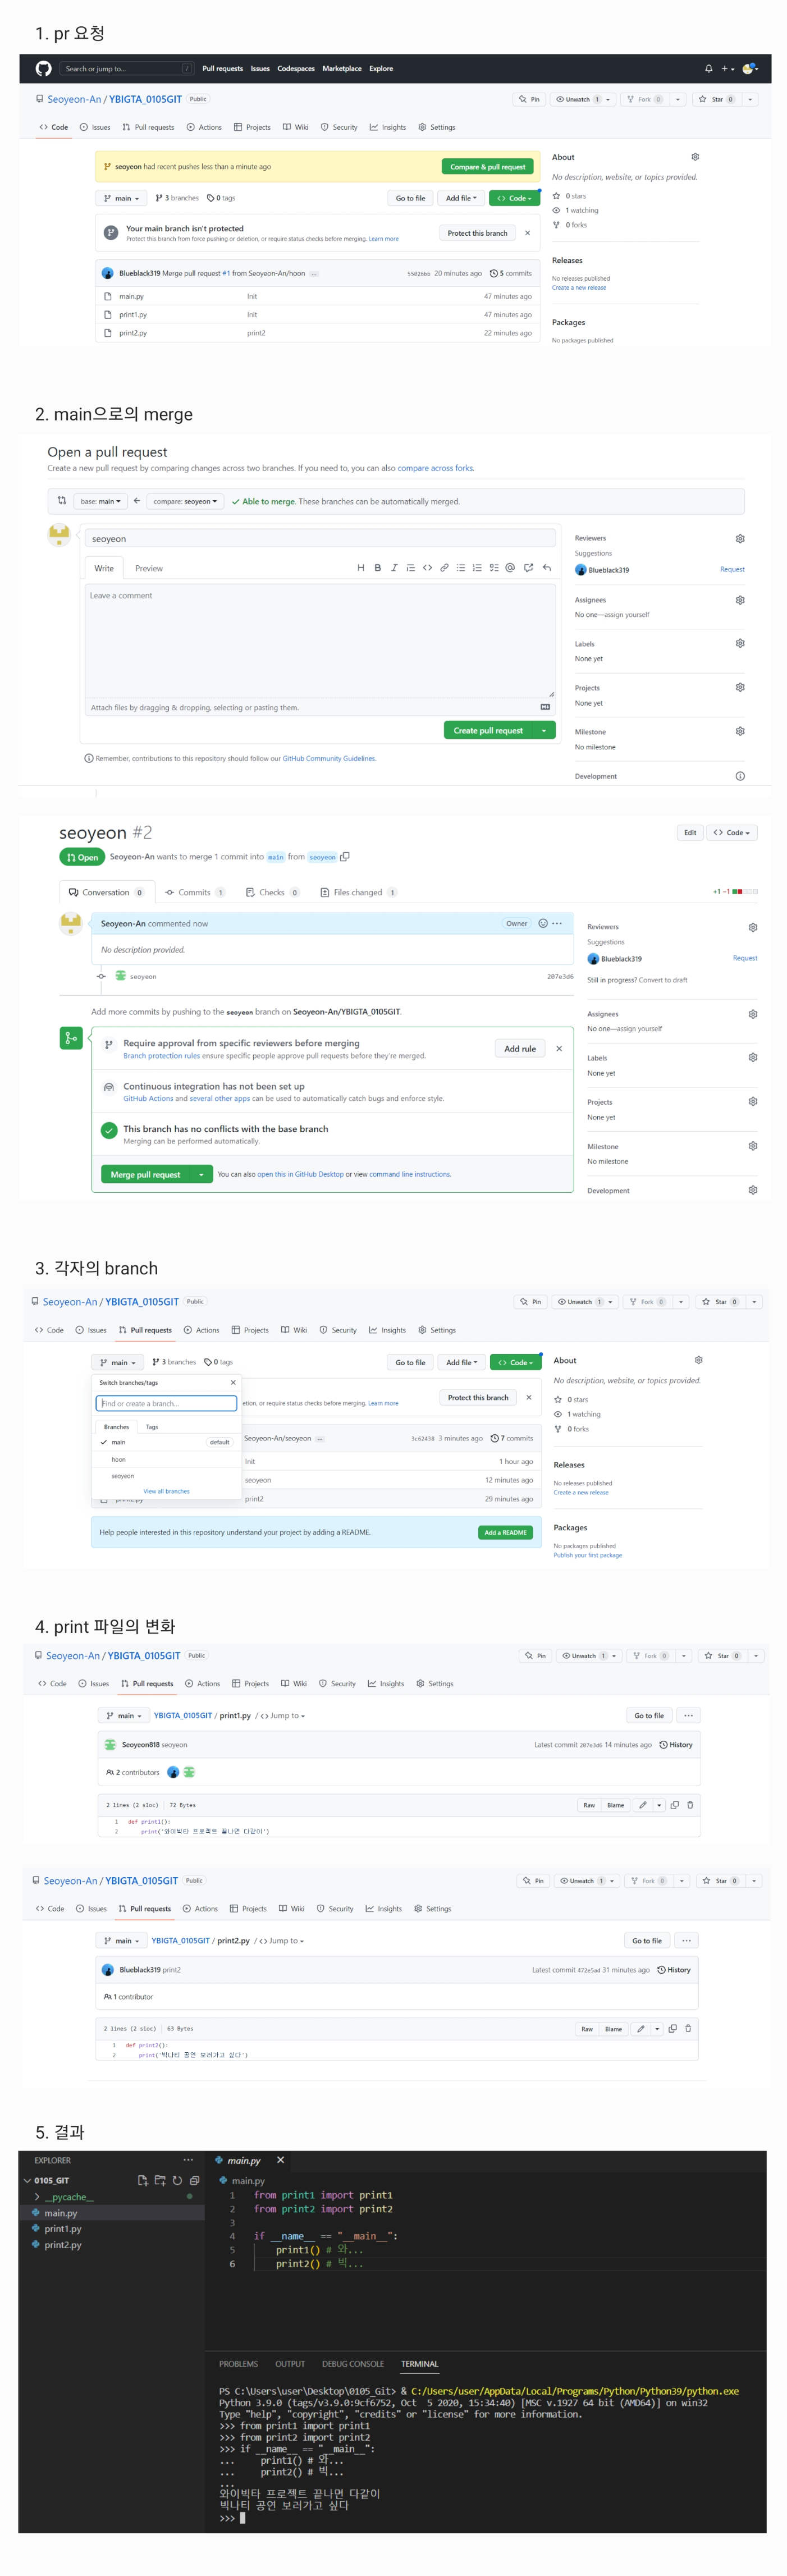 1. pr 요청
Search or jump to... / Pull requests Issues Codespaces Marketplace Explore
Seoyeon-An / YBIGTA_0105GIT Public Pin Unwatch 1 Fork 0 Star 0
Code Issues Pull requests Actions Projects Wiki Security Insights Settings
seoyeon had recent pushes less than a minute ago Compare & pull request
main 3 branches 0 tags Go to file Add file Code
Your main branch isn't protected
Protect this branch from force pushing or deletion, or require status checks before merging. Learn more
Protect this branch
Blueblack319 Merge pull request #1 from Seoyeon-An/hoon ... 20 minutes ago 5 commits
main.py Init 47 minutes ago
print1.py Init 47 minutes ago
print2.py print2 22 minutes ago
About
No description, website, or topics provided.
0 stars
1 watching
0 forks
Releases
No releases published
Create a new release
Packages
No packages published
2. main으로의 merge
Open a pull request
Create a new pull request by comparing changes across two branches. If you need to, you can also compare across forks.
base: main compare: seoyeon Able to merge. These branches can be automatically merged.
seoyeon
Write Preview
Leave a comment
Attach files by dragging & dropping, selecting or pasting them.
Create pull request
Remember, contributions to this repository should follow our GitHub Community Guidelines.
Reviewers
Suggestions
Blueblack319 Request
Assignees
No one—assign yourself
Labels
None yet
Projects
None yet
Milestone
No milestone
Development
seoyeon #2 Edit Code
Open Seoyeon-An wants to merge 1 commit into main from seoyeon
Conversation 0 Commits 1 Checks 0 Files changed 1 +1 −1
Seoyeon-An commented now Owner ...
No description provided.
seoyeon 207e3d6
Add more commits by pushing to the seoyeon branch on Seoyeon-An/YBIGTA_0105GIT.
Require approval from specific reviewers before merging
Branch protection rules ensure specific people approve pull requests before they're merged.
Add rule
Continuous integration has not been set up
GitHub Actions and several other apps can be used to automatically catch bugs and enforce style.
This branch has no conflicts with the base branch
Merging can be performed automatically.
Merge pull request You can also open this in GitHub Desktop or view command line instructions.
Reviewers
Suggestions
Blueblack319 Request
Still in progress? Convert to draft
Assignees
No one—assign yourself
Labels
None yet
Projects
None yet
Milestone
No milestone
Development
3. 각자의 branch
Seoyeon-An / YBIGTA_0105GIT Public Pin Unwatch 1 Fork 0 Star 0
Code Issues Pull requests Actions Projects Wiki Security Insights Settings
main 3 branches 0 tags Go to file Add file Code
Switch branches/tags
Find or create a branch...
Branches Tags
main default
hoon
seoyeon
View all branches
etion, or require status checks before merging. Learn more Protect this branch
Seoyeon-An/seoyeon ... 3c62438 3 minutes ago 7 commits
Init 1 hour ago
seoyeon 12 minutes ago
print2 29 minutes ago
Help people interested in this repository understand your project by adding a README. Add a README
About
No description, website, or topics provided.
0 stars
1 watching
0 forks
Releases
No releases published
Create a new release
Packages
No packages published
Publish your first package
4. print 파일의 변화
Seoyeon-An / YBIGTA_0105GIT Public Pin Unwatch 1 Fork 0 Star 0
Code Issues Pull requests Actions Projects Wiki Security Insights Settings
main YBIGTA_0105GIT / print1.py / <> Jump to Go to file ...
Seoyeon818 seoyeon Latest commit 207e3d6 14 minutes ago History
2 contributors
2 lines (2 sloc) 72 Bytes Raw Blame
1 def print1():
2 print('와이빅타 프로젝트 끝나면 다같이')
Seoyeon-An / YBIGTA_0105GIT Public Pin Unwatch 1 Fork 0 Star 0
Code Issues Pull requests Actions Projects Wiki Security Insights Settings
main YBIGTA_0105GIT / print2.py / <> Jump to Go to file ...
Blueblack319 print2 Latest commit 472e5ad 31 minutes ago History
1 contributor
2 lines (2 sloc) 63 Bytes Raw Blame
1 def print2():
2 print('빅나티 공연 보러가고 싶다')
5. 결과
EXPLORER ...
0105_GIT
__pycache__
main.py
print1.py
print2.py
main.py
main.py
1 from print1 import print1
2 from print2 import print2
3
4 if __name__ == "__main__":
5 print1() # 와...
6 print2() # 빅...
PROBLEMS OUTPUT DEBUG CONSOLE TERMINAL
PS C:\Users\user\Desktop\0105_Git> & C:/Users/user/AppData/Local/Programs/Python/Python39/python.exe
Python 3.9.0 (tags/v3.9.0:9cf6752, Oct 5 2020, 15:34:40) [MSC v.1927 64 bit (AMD64)] on win32
Type "help", "copyright", "credits" or "license" for more information.
>>> from print1 import print1
>>> from print2 import print2
>>> if __name__ == "__main__":
... print1() # 와...
... print2() # 빅...
...
와이빅타 프로젝트 끝나면 다같이
빅나티 공연 보러가고 싶다
>>>